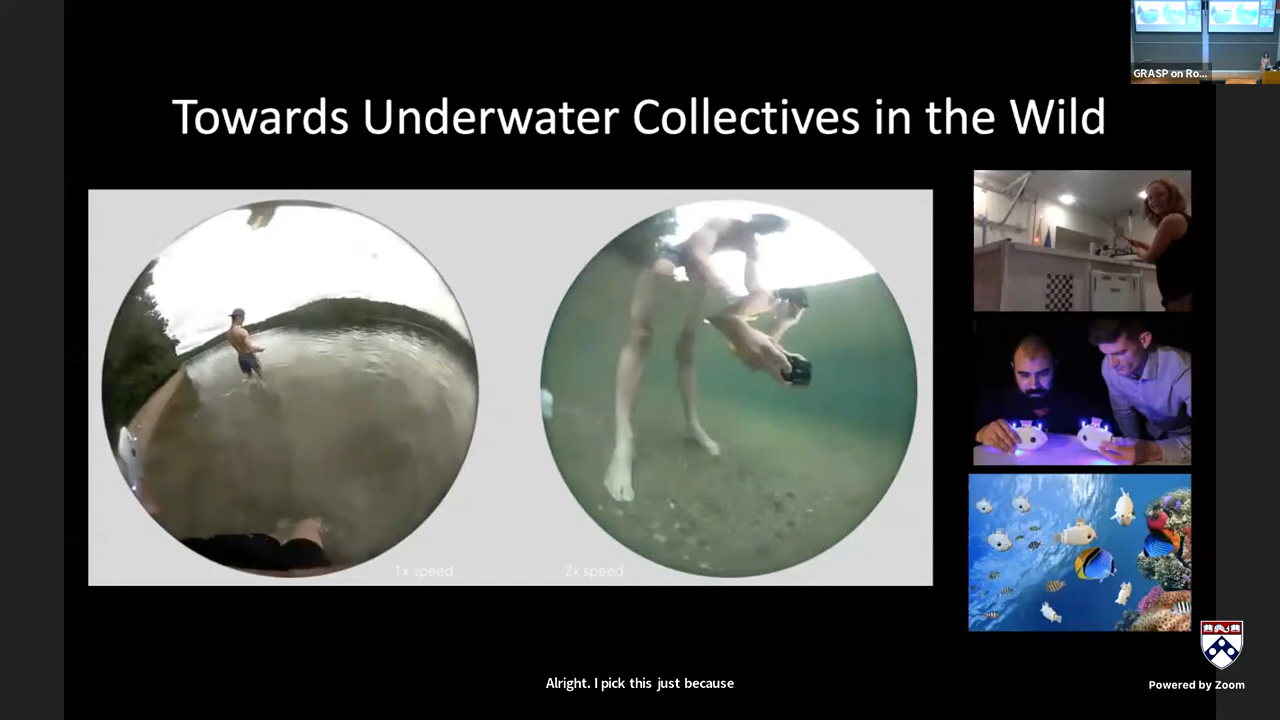 GRASP on Ro...
Towards Underwater Collectives in the Wild
1x speed
2x speed
Alright. I pick this just because
Powered by Zoom